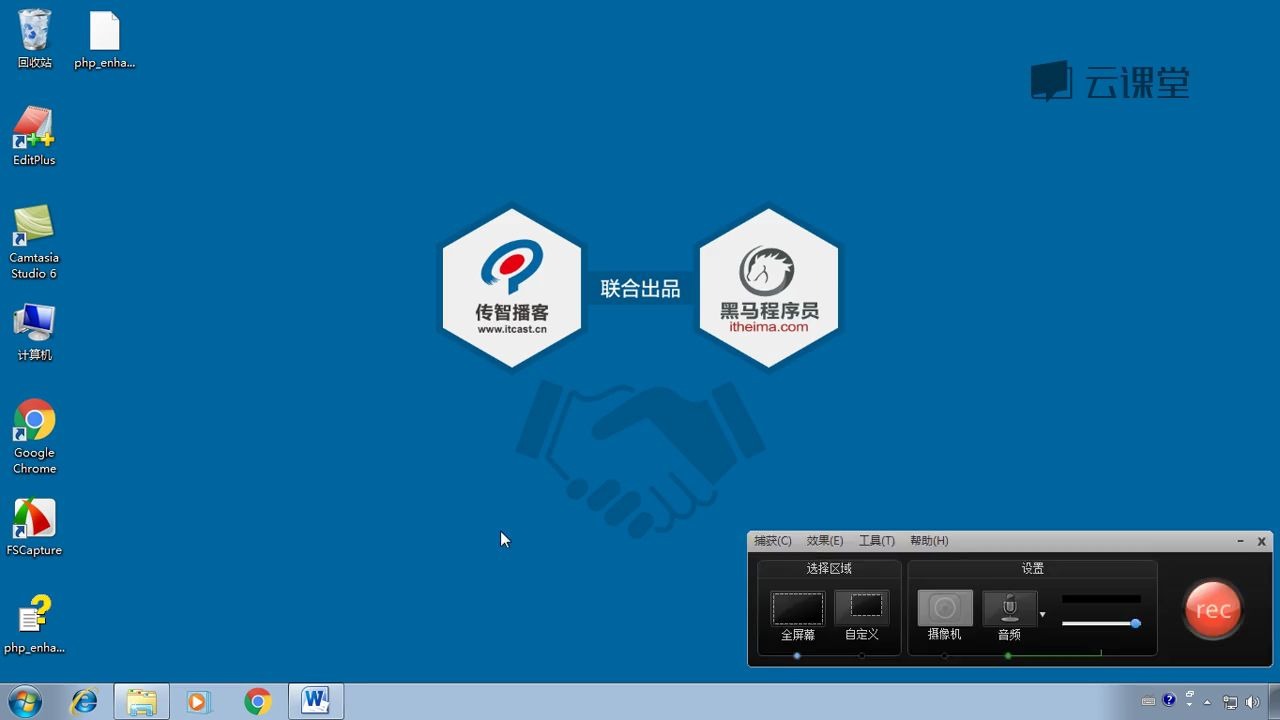 回收站
php_enha...
EditPlus
Camtasia
Studio 6
计算机
Google
Chrome
FSCapture
php_enha...
云课堂
传智播客
www.itcast.cn
联合出品
黑马程序员
itheima.com
捕获(C) 效果(E) 工具(T) 帮助(H)
选择区域
全屏幕 自定义
设置
摄像机 音频
rec